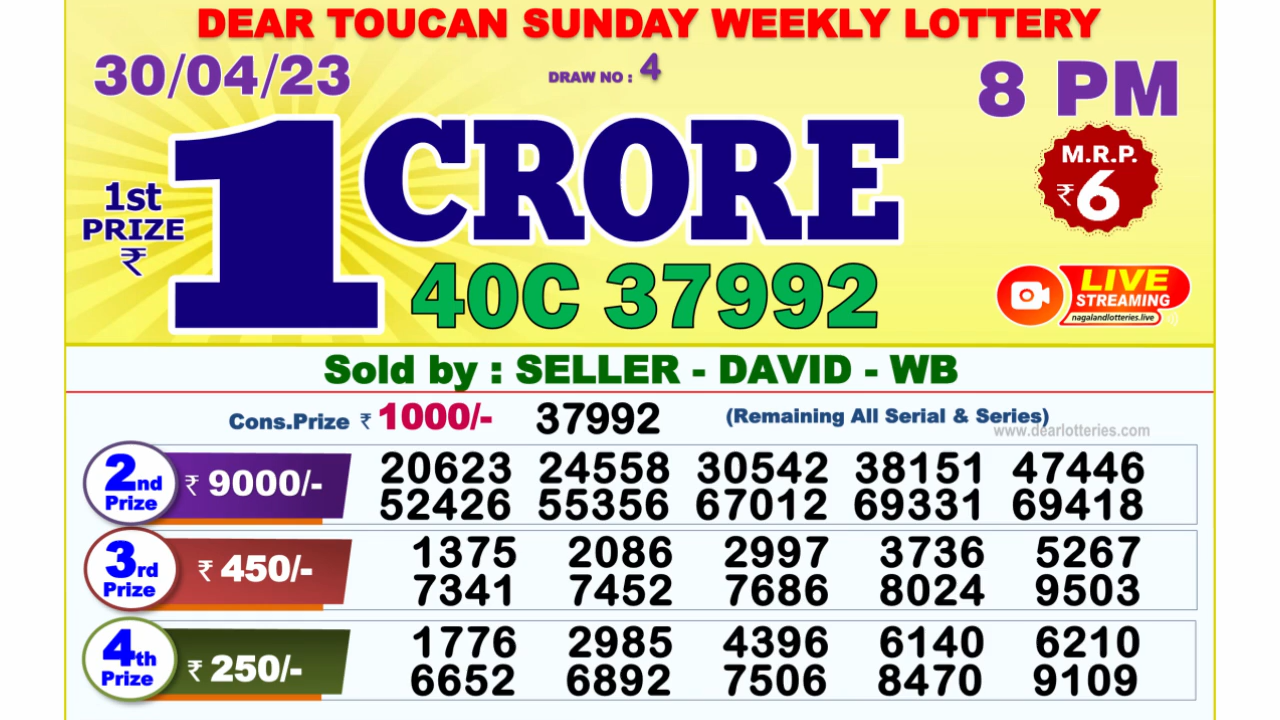 DEAR TOUCAN SUNDAY WEEKLY LOTTERY
30/04/23 DRAW NO : 4 8 PM
1st PRIZE ₹ 1 CRORE
M.R.P. ₹ 6
40C 37992
LIVE STREAMING
nagalandlotteries.live
Sold by : SELLER - DAVID - WB
Cons.Prize ₹ 1000/- 37992 (Remaining All Serial & Series)
www.dearlotteries.com
2nd Prize ₹ 9000/-
20623 24558 30542 38151 47446
52426 55356 67012 69331 69418
3rd Prize ₹ 450/-
1375 2086 2997 3736 5267
7341 7452 7686 8024 9503
4th Prize ₹ 250/-
1776 2985 4396 6140 6210
6652 6892 7506 8470 9109